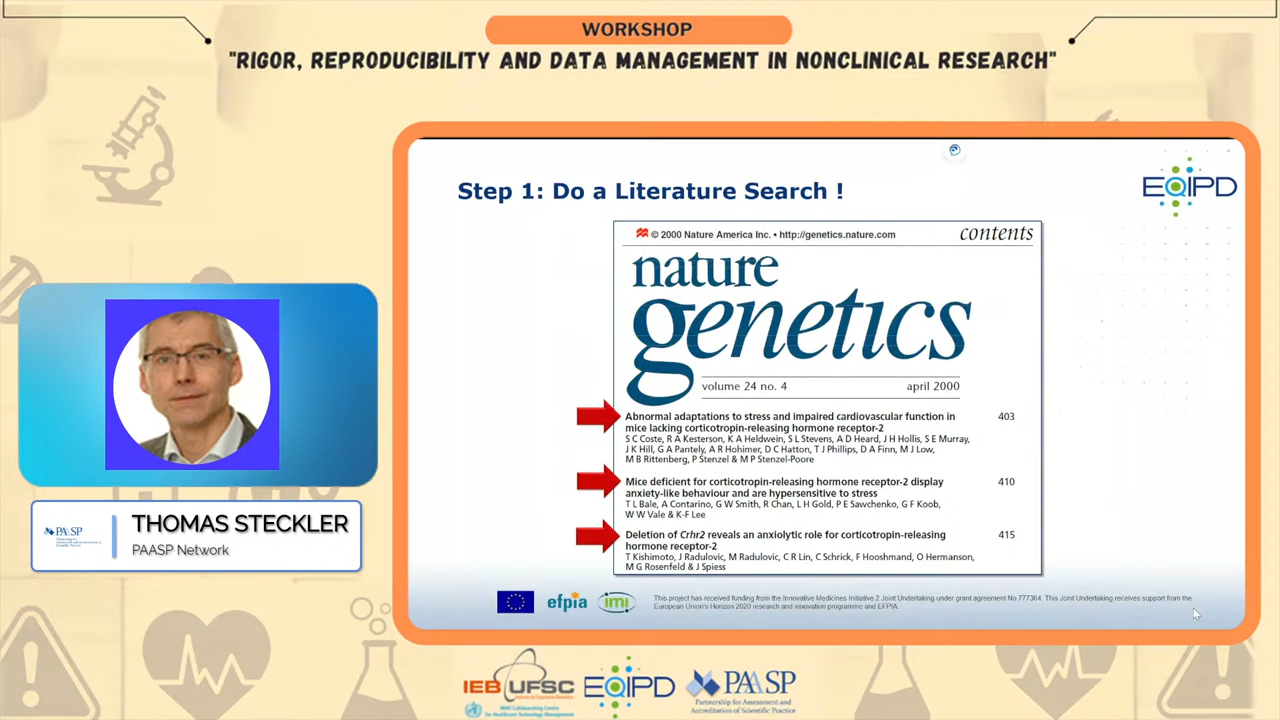 WORKSHOP
"RIGOR, REPRODUCIBILITY AND DATA MANAGEMENT IN NONCLINICAL RESEARCH"
Step 1: Do a Literature Search !
EQIPD
© 2000 Nature America Inc. • http://genetics.nature.com
contents
nature
genetics
volume 24 no. 4
april 2000
Abnormal adaptations to stress and impaired cardiovascular function in 403
mice lacking corticotropin-releasing hormone receptor-2
S C Coste, R A Kesterson, K A Heldwein, S L Stevens, A D Heard, J H Hollis, S E Murray,
J K Hill, G A Pantely, A R Hohimer, D C Hatton, T J Phillips, D A Finn, M J Low,
M B Rittenberg, P Stenzel & M P Stenzel-Poore
Mice deficient for corticotropin-releasing hormone receptor-2 display 410
anxiety-like behaviour and are hypersensitive to stress
T L Bale, A Contarino, G W Smith, R Chan, L H Gold, P E Sawchenko, G F Koob,
W W Vale & K-F Lee
Deletion of Crhr2 reveals an anxiolytic role for corticotropin-releasing 415
hormone receptor-2
T Kishimoto, J Radulovic, M Radulovic, C R Lin, C Schrick, F Hooshmand, O Hermanson,
M G Rosenfeld & J Spiess
efpia
imi
This project has received funding from the Innovative Medicines Initiative 2 Joint Undertaking under grant agreement No 777364. This Joint Undertaking receives support from the
European Union's Horizon 2020 research and innovation programme and EFPIA.
PAASP
THOMAS STECKLER
PAASP Network
IEB UFSC
EQIPD
PAASP
Partnership for Assessment and
Accreditation of Scientific Practice